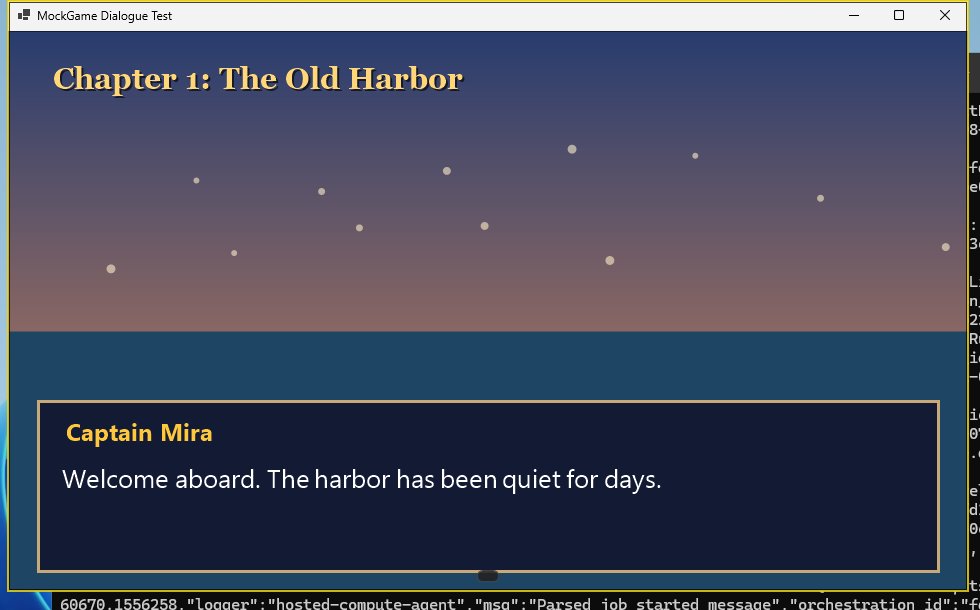 MockGame Dialogue Test
Chapter 1: The Old Harbor
Captain Mira
Welcome aboard. The harbor has been quiet for days.
60670.1556258,"logger":"hosted-compute-agent","msg":"Parsed job started message","orchestration_id":"f